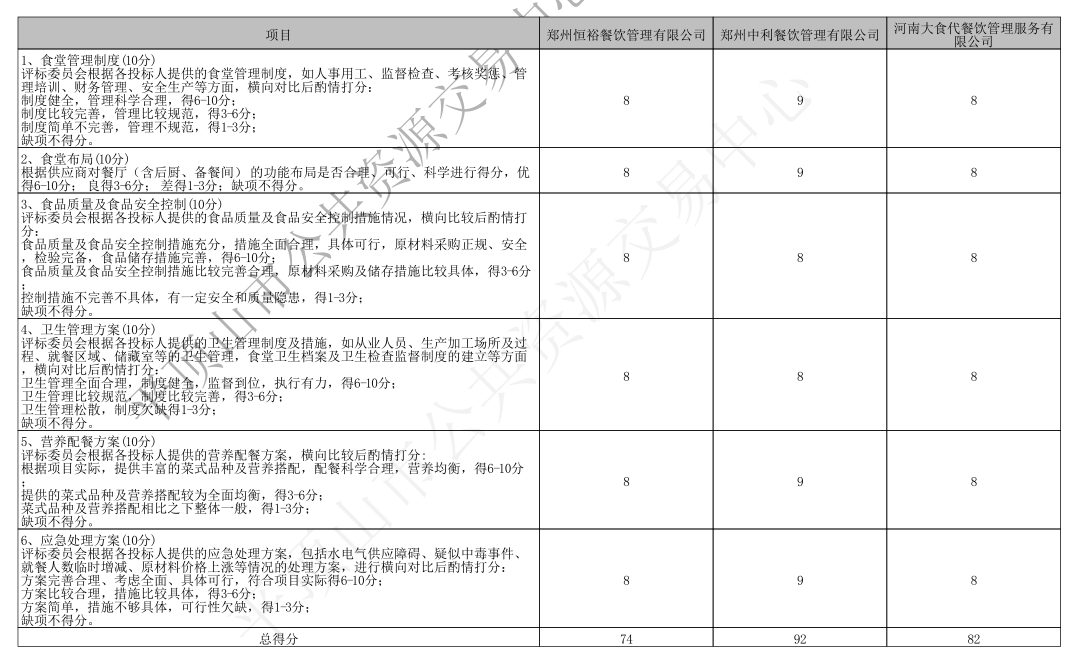 项目 郑州恒裕餐饮管理有限公司 郑州中利餐饮管理有限公司 河南大食代餐饮管理服务有
限公司
1、食堂管理制度(10分)
评标委员会根据各投标人提供的食堂管理制度，如人事用工、监督检查、考核奖惩、管
理培训、财务管理、安全生产等方面，横向对比后酌情打分：
制度健全，管理科学合理，得6-10分；
制度比较完善，管理比较规范，得3-6分；
制度简单不完善，管理不规范，得1-3分；
缺项不得分。
8 9 8
2、食堂布局(10分)
根据供应商对餐厅（含后厨、备餐间） 的功能布局是否合理、可行、科学进行得分，优
得6-10分； 良得3-6分； 差得1-3分；缺项不得分。
8 9 8
3、食品质量及食品安全控制(10分)
评标委员会根据各投标人提供的食品质量及食品安全控制措施情况，横向比较后酌情打
分：
食品质量及食品安全控制措施充分，措施全面合理，具体可行，原材料采购正规、安全
，检验完备，食品储存措施完善，得6-10分；
食品质量及食品安全控制措施比较完善合理，原材料采购及储存措施比较具体，得3-6分
；
控制措施不完善不具体，有一定安全和质量隐患，得1-3分；
缺项不得分。
8 8 8
4、卫生管理方案(10分)
评标委员会根据各投标人提供的卫生管理制度及措施，如从业人员、生产加工场所及过
程、就餐区域、储藏室等的卫生管理，食堂卫生档案及卫生检查监督制度的建立等方面
，横向对比后酌情打分：
卫生管理全面合理，制度健全，监督到位，执行有力，得6-10分；
卫生管理比较规范，制度比较完善，得3-6分；
卫生管理松散，制度欠缺得1-3分；
缺项不得分。
8 8 8
5、营养配餐方案(10分)
评标委员会根据各投标人提供的营养配餐方案，横向比较后酌情打分：
根据项目实际，提供丰富的菜式品种及营养搭配，配餐科学合理，营养均衡，得6-10分
；
提供的菜式品种及营养搭配较为全面均衡，得3-6分；
菜式品种及营养搭配相比之下整体一般，得1-3分；
缺项不得分。
8 9 8
6、应急处理方案(10分)
评标委员会根据各投标人提供的应急处理方案，包括水电气供应障碍、疑似中毒事件、
就餐人数临时增减、原材料价格上涨等情况的处理方案，进行横向对比后酌情打分：
方案完善合理、考虑全面、具体可行，符合项目实际得6-10分；
方案比较合理，措施比较具体，得3-6分；
方案简单，措施不够具体，可行性欠缺，得1-3分；
缺项不得分。
8 9 8
总得分 74 92 82
平顶山市公共资源交易中心
平顶山市公共资源交易中心